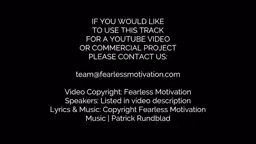 IF YOU WOULD LIKE
TO USE THIS TRACK
FOR A YOUTUBE VIDEO
OR COMMERCIAL PROJECT
PLEASE CONTACT US:
team@fearlessmotivation.com
Video Copyright: Fearless Motivation
Speakers: Listed in video description
Lyrics & Music: Copyright Fearless Motivation
Music | Patrick Rundblad